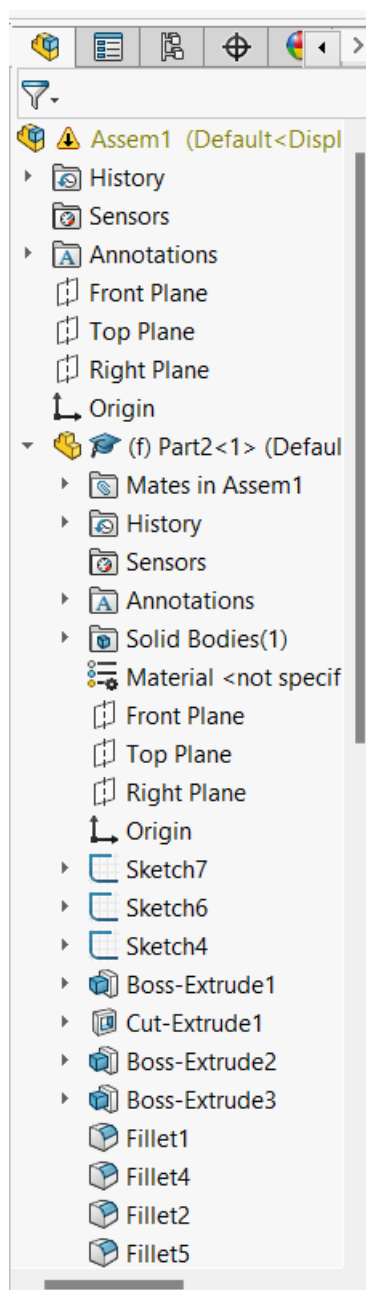 Assem1 (Default<Displ
History
Sensors
Annotations
Front Plane
Top Plane
Right Plane
Origin
(f) Part2<1> (Defaul
Mates in Assem1
History
Sensors
Annotations
Solid Bodies(1)
Material <not specif
Front Plane
Top Plane
Right Plane
Origin
Sketch7
Sketch6
Sketch4
Boss-Extrude1
Cut-Extrude1
Boss-Extrude2
Boss-Extrude3
Fillet1
Fillet4
Fillet2
Fillet5